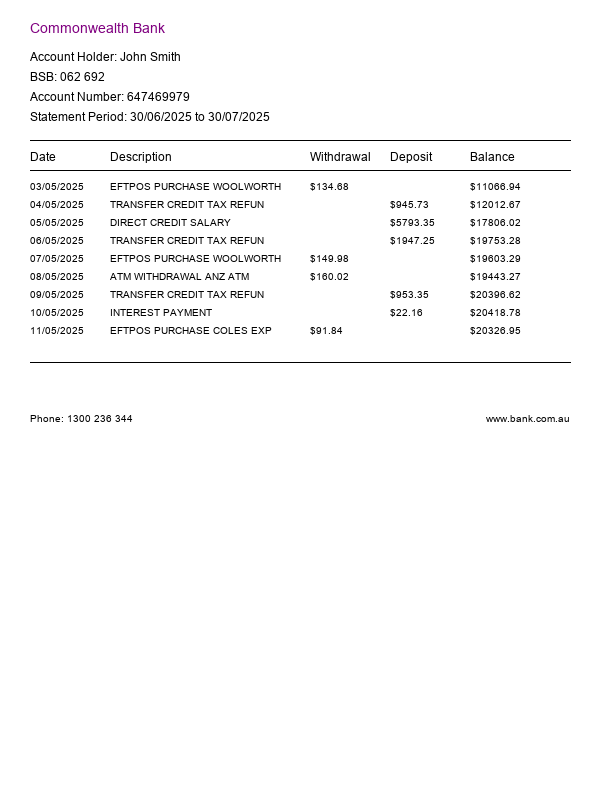 Commonwealth Bank
Account Holder: John Smith
BSB: 062 692
Account Number: 647469979
Statement Period: 30/06/2025 to 30/07/2025
Date Description Withdrawal Deposit Balance
03/05/2025 EFTPOS PURCHASE WOOLWORTH $134.68 $11066.94
04/05/2025 TRANSFER CREDIT TAX REFUN $945.73 $12012.67
05/05/2025 DIRECT CREDIT SALARY $5793.35 $17806.02
06/05/2025 TRANSFER CREDIT TAX REFUN $1947.25 $19753.28
07/05/2025 EFTPOS PURCHASE WOOLWORTH $149.98 $19603.29
08/05/2025 ATM WITHDRAWAL ANZ ATM $160.02 $19443.27
09/05/2025 TRANSFER CREDIT TAX REFUN $953.35 $20396.62
10/05/2025 INTEREST PAYMENT $22.16 $20418.78
11/05/2025 EFTPOS PURCHASE COLES EXP $91.84 $20326.95
Phone: 1300 236 344 www.bank.com.au